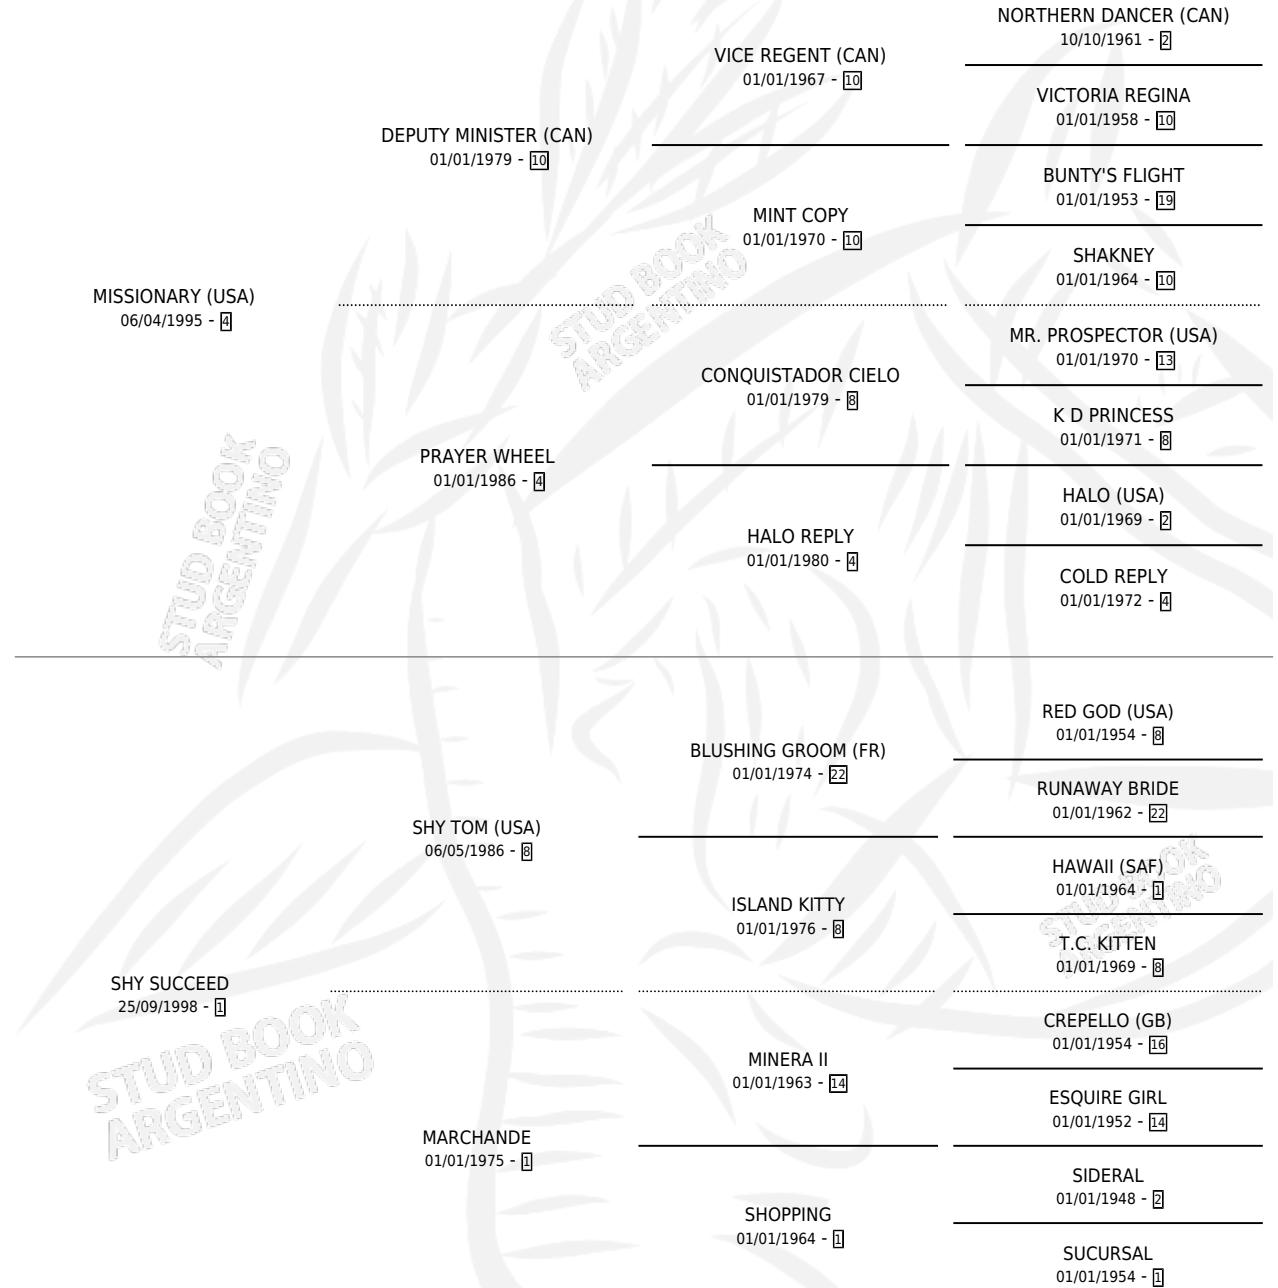 NORTHERN DANCER (CAN)
10/10/1961 - 2
VICE REGENT (CAN)
01/01/1967 - 10
VICTORIA REGINA
01/01/1958 - 10
DEPUTY MINISTER (CAN)
01/01/1979 - 10
BUNTY'S FLIGHT
01/01/1953 - 19
MINT COPY
01/01/1970 - 10
SHAKNEY
01/01/1964 - 10
MISSIONARY (USA)
06/04/1995 - 4
MR. PROSPECTOR (USA)
01/01/1970 - 13
CONQUISTADOR CIELO
01/01/1979 - 8
K D PRINCESS
01/01/1971 - 8
PRAYER WHEEL
01/01/1986 - 4
HALO (USA)
01/01/1969 - 2
HALO REPLY
01/01/1980 - 4
COLD REPLY
01/01/1972 - 4
RED GOD (USA)
01/01/1954 - 8
BLUSHING GROOM (FR)
01/01/1974 - 22
RUNAWAY BRIDE
01/01/1962 - 22
SHY TOM (USA)
06/05/1986 - 8
HAWAII (SAF)
01/01/1964 - 1
ISLAND KITTY
01/01/1976 - 8
T.C. KITTEN
01/01/1969 - 8
SHY SUCCEED
25/09/1998 - 1
CREPELLO (GB)
01/01/1954 - 16
MINERA II
01/01/1963 - 14
ESQUIRE GIRL
01/01/1952 - 14
MARCHANDE
01/01/1975 - 1
SIDERAL
01/01/1948 - 2
SHOPPING
01/01/1964 - 1
SUCURSAL
01/01/1954 - 1
STUD BOOK
ARGENTINO
STUD BOOK
ARGENTINO
STUD BOOK
ARGENTINO
STUD BOOK
ARGENTINO